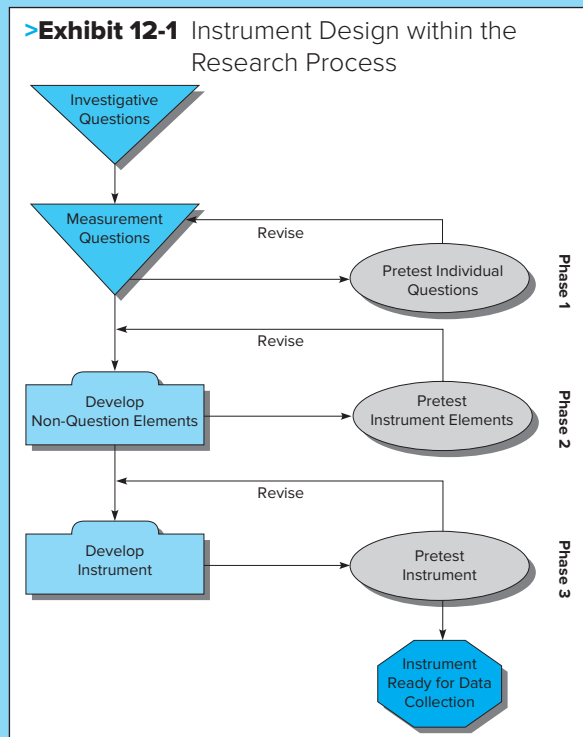 >Exhibit 12-1 Instrument Design within the
Research Process
Investigative
Questions
Measurement
Questions
Revise
Pretest Individual
Questions
Phase 1
Revise
Develop
Non-Question Elements
Pretest
Instrument Elements
Phase 2
Revise
Develop
Instrument
Pretest
Instrument
Phase 3
Instrument
Ready for Data
Collection